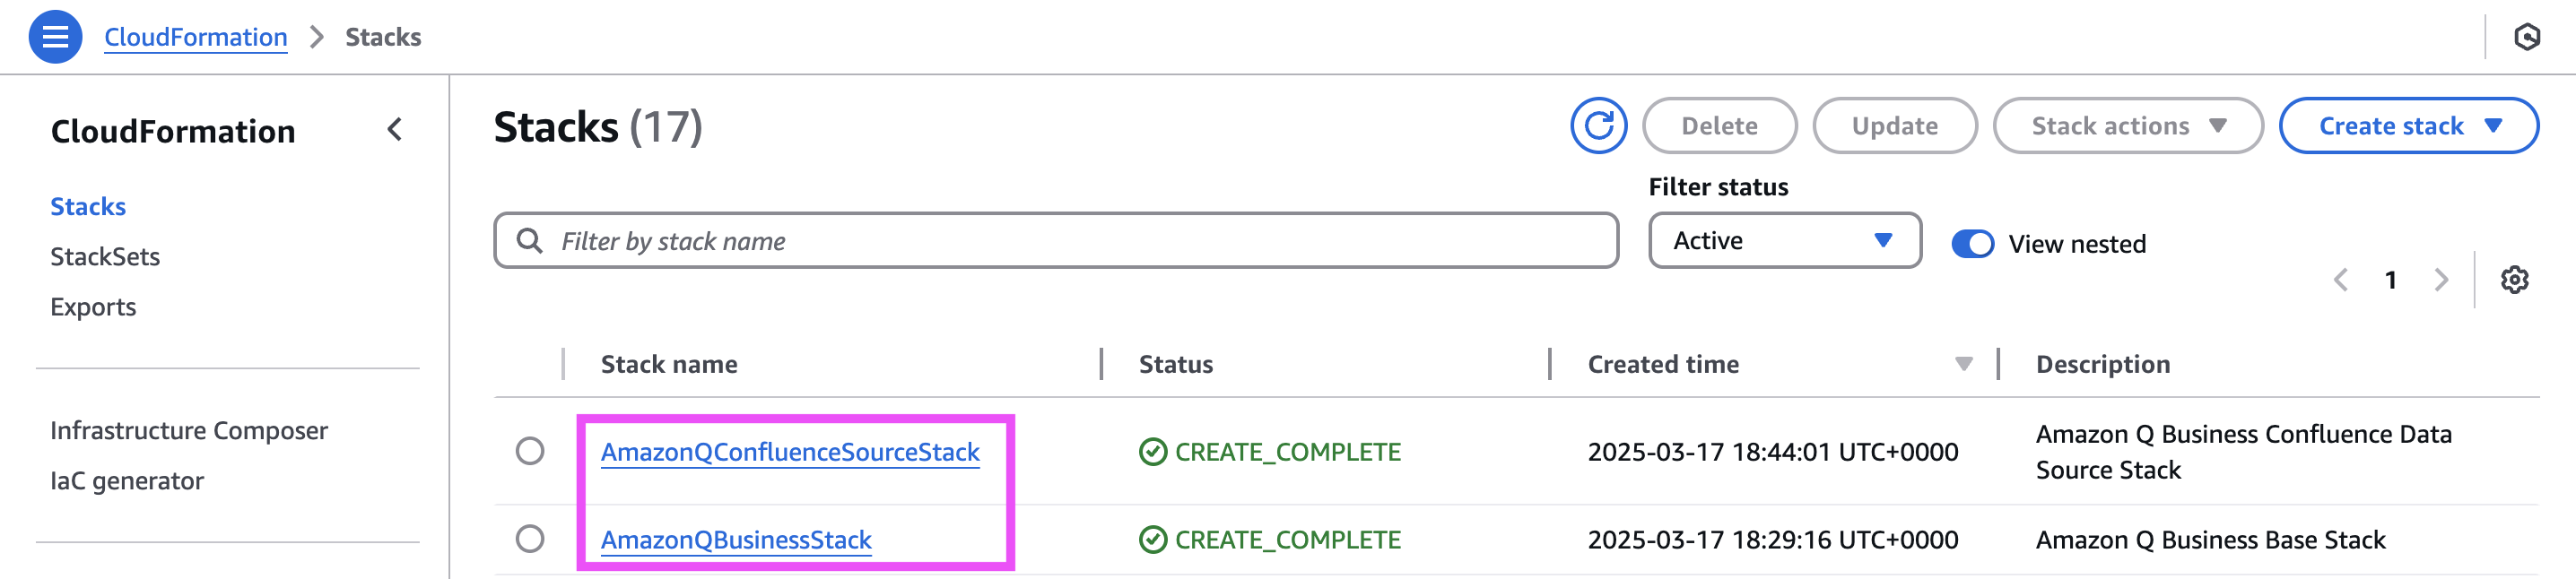 CloudFormation > Stacks
CloudFormation
Stacks
StackSets
Exports
Infrastructure Composer
IaC generator
Stacks (17)
Delete
Update
Stack actions
Create stack
Filter status
Filter by stack name
Active
View nested
1
Stack name
Status
Created time
Description
AmazonQConfluenceSourceStack
CREATE_COMPLETE
2025-03-17 18:44:01 UTC+0000
Amazon Q Business Confluence Data
Source Stack
AmazonQBusinessStack
CREATE_COMPLETE
2025-03-17 18:29:16 UTC+0000
Amazon Q Business Base Stack